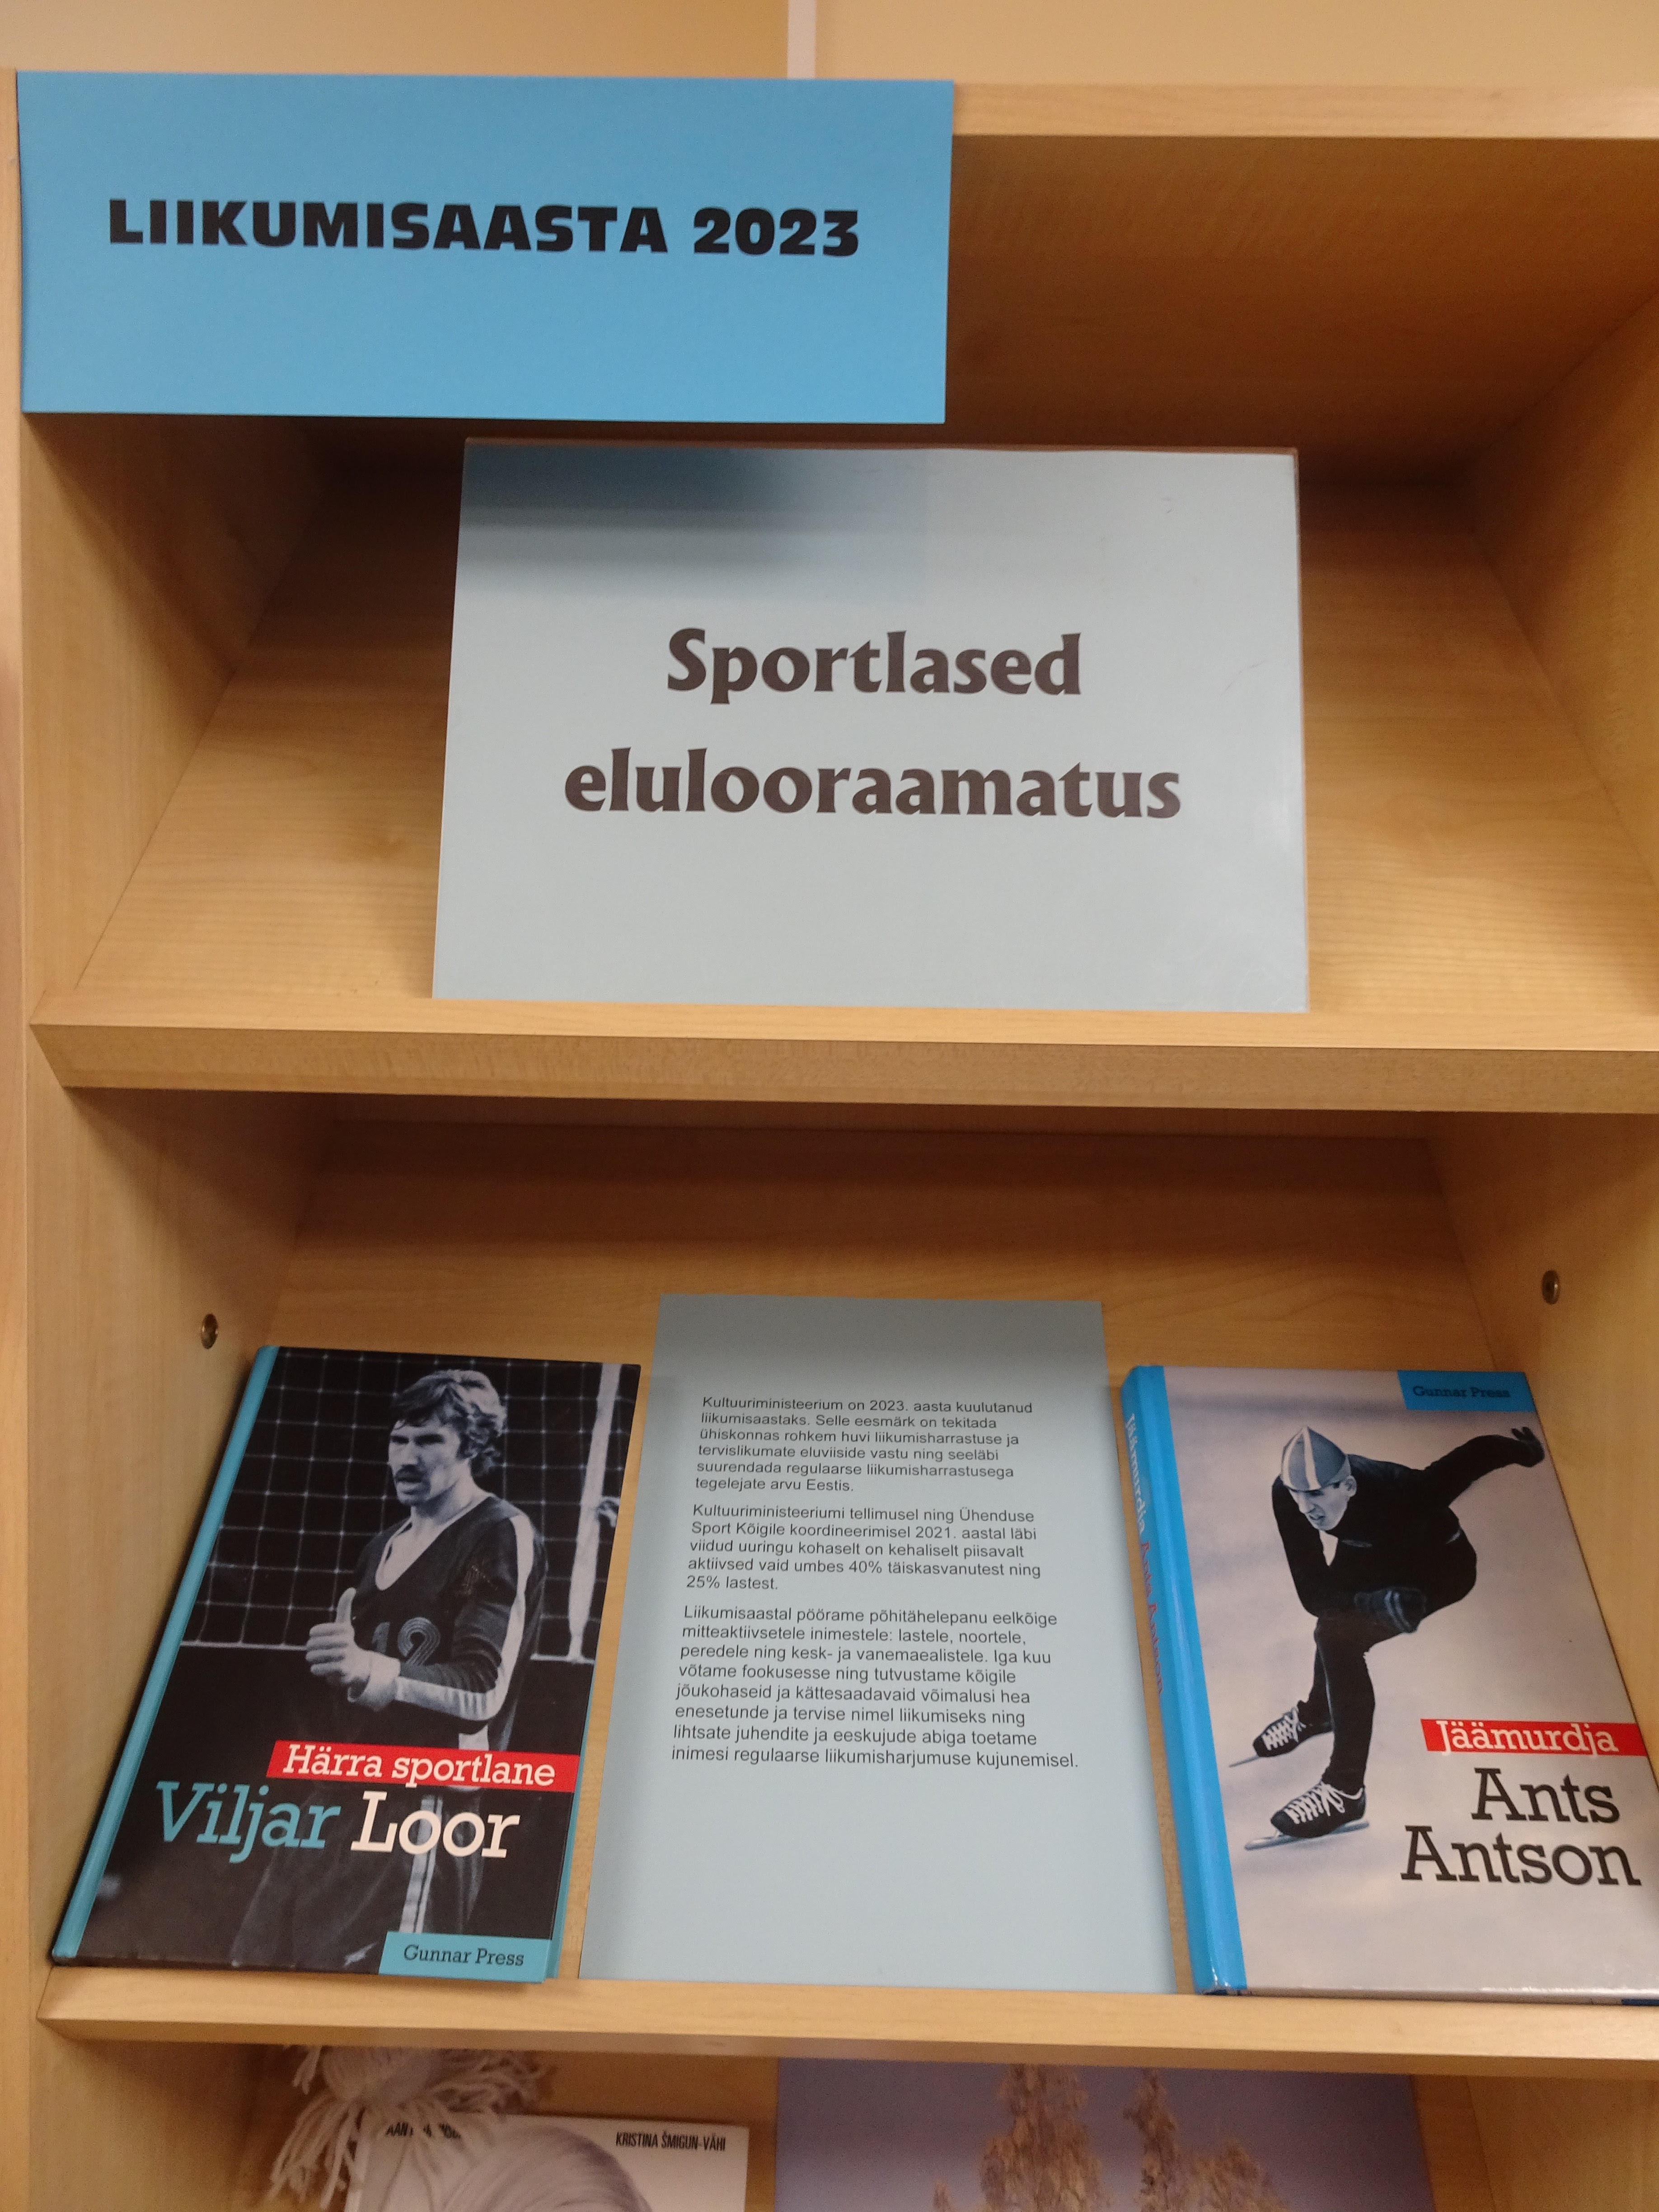 LIIKUMISAASTA 2023
Sportlased
elulooraamatus
Härra sportlane
Viljar Loor
Gunnar Press
Kultuuriministeerium on 2023. aasta kuulutanud
liikumisaastaks. Selle eesmärk on tekitada
ühiskonnas rohkem huvi liikumisharrastuse ja
tervislikumate eluviiside vastu ning seeläbi
suurendada regulaarse liikumisharrastusega
tegelejate arvu Eestis.
Kultuuriministeeriumi tellimusel ning Ühenduse
Sport Kõigile koordineerimisel 2021. aastal läbi
viidud uuringu kohaselt on kehaliselt piisavalt
aktiivsed vaid umbes 40% täiskasvanutest ning
25% lastest.
Liikumisaastal pöörame põhitähelepanu eelkõige
mitteaktiivsetele inimestele: lastele, noortele,
peredele ning kesk- ja vanemaealistele. Iga kuu
võtame fookusesse ning tutvustame kõigile
jõukohaseid ja kättesaadavaid võimalusi hea
enesetunde ja tervise nimel liikumiseks ning
lihtsate juhendite ja eeskujude abiga toetame
inimesi regulaarse liikumisharjumuse kujunemisel.
Jäämurdja Ants Antson
Gunnar Press
Jäämurdja
Ants
Antson
12
KRISTINA ŠMIGUN-VÄHI